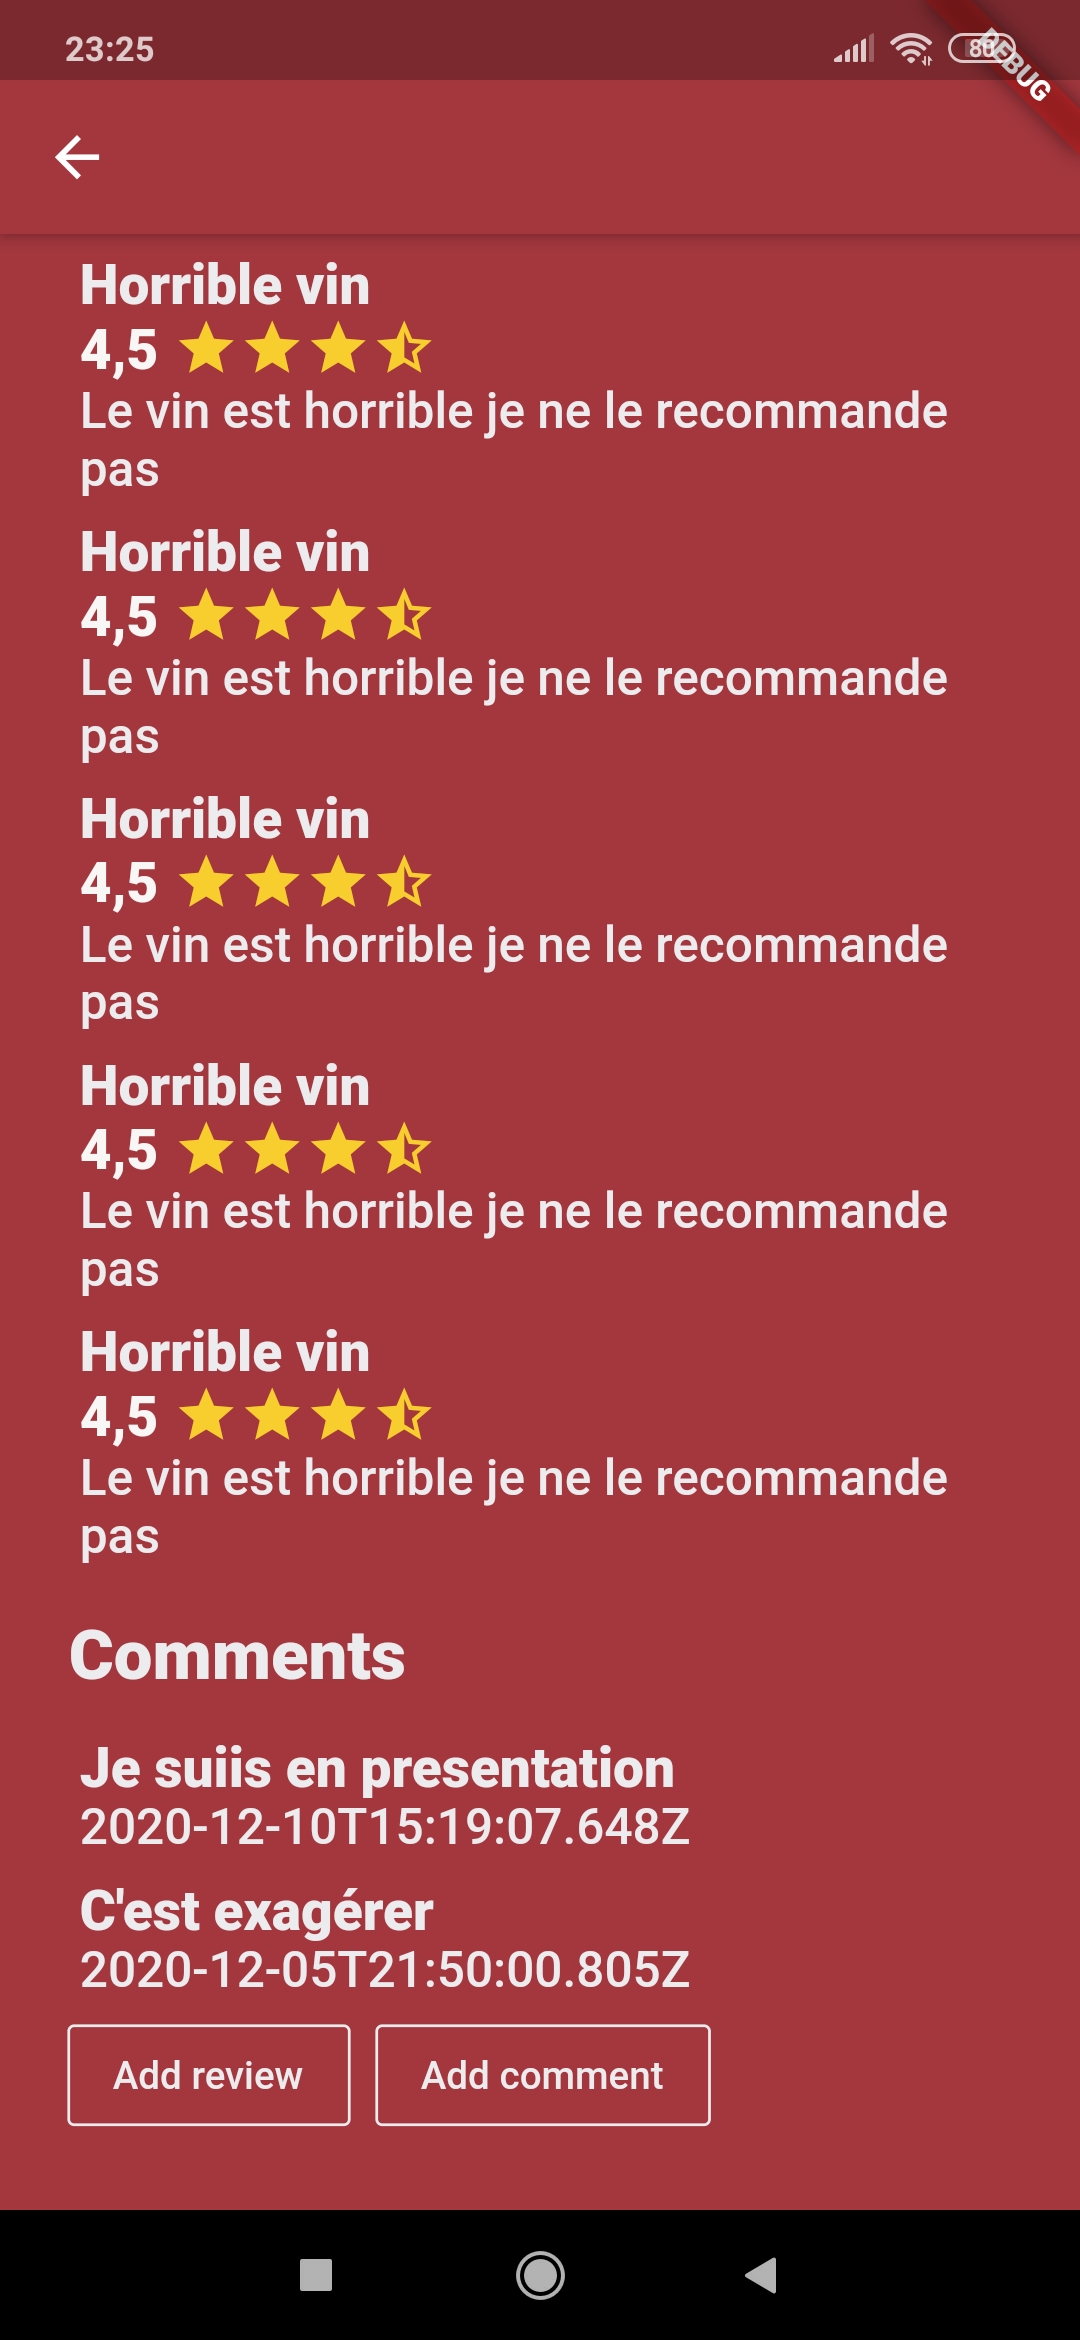 23:25
80
DEBUG
Horrible vin
4,5
Le vin est horrible je ne le recommande
pas
Horrible vin
4,5
Le vin est horrible je ne le recommande
pas
Horrible vin
4,5
Le vin est horrible je ne le recommande
pas
Horrible vin
4,5
Le vin est horrible je ne le recommande
pas
Horrible vin
4,5
Le vin est horrible je ne le recommande
pas
Comments
Je suiis en presentation
2020-12-10T15:19:07.648Z
C'est exagérer
2020-12-05T21:50:00.805Z
Add review
Add comment